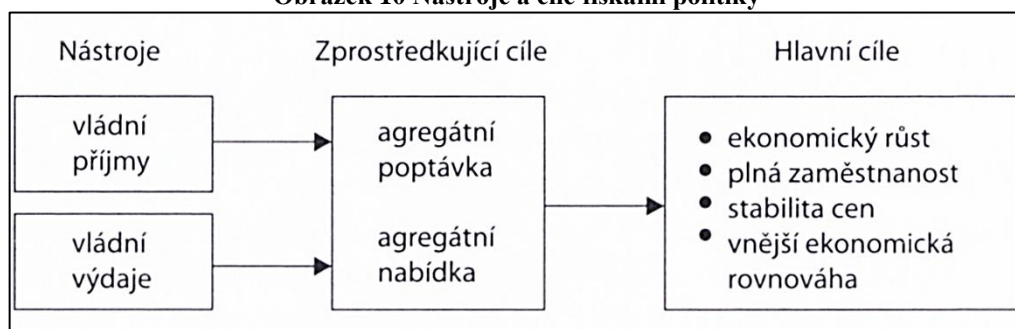 Obrázek 10 Nástroje a cíle fiskální politiky
Nástroje
Zprostředkující cíle
Hlavní cíle
vládní
příjmy
vládní
výdaje
agregátní
poptávka
agregátní
nabídka
ekonomický růst
plná zaměstnanost
stabilita cen
vnější ekonomická
rovnováha